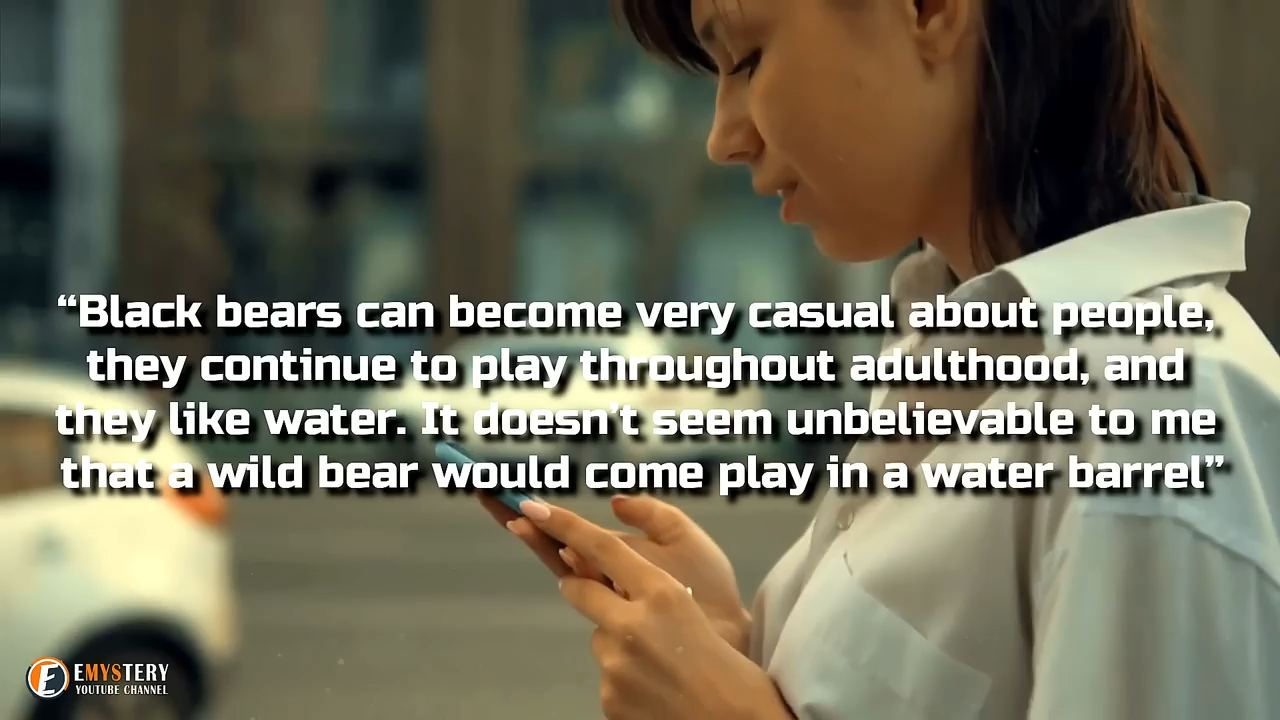 “Black bears can become very casual about people,
they continue to play throughout adulthood, and
they like water. It doesn’t seem unbelievable to me
that a wild bear would come play in a water barrel”
E EMYSTERY
YOUTUBE CHANNEL